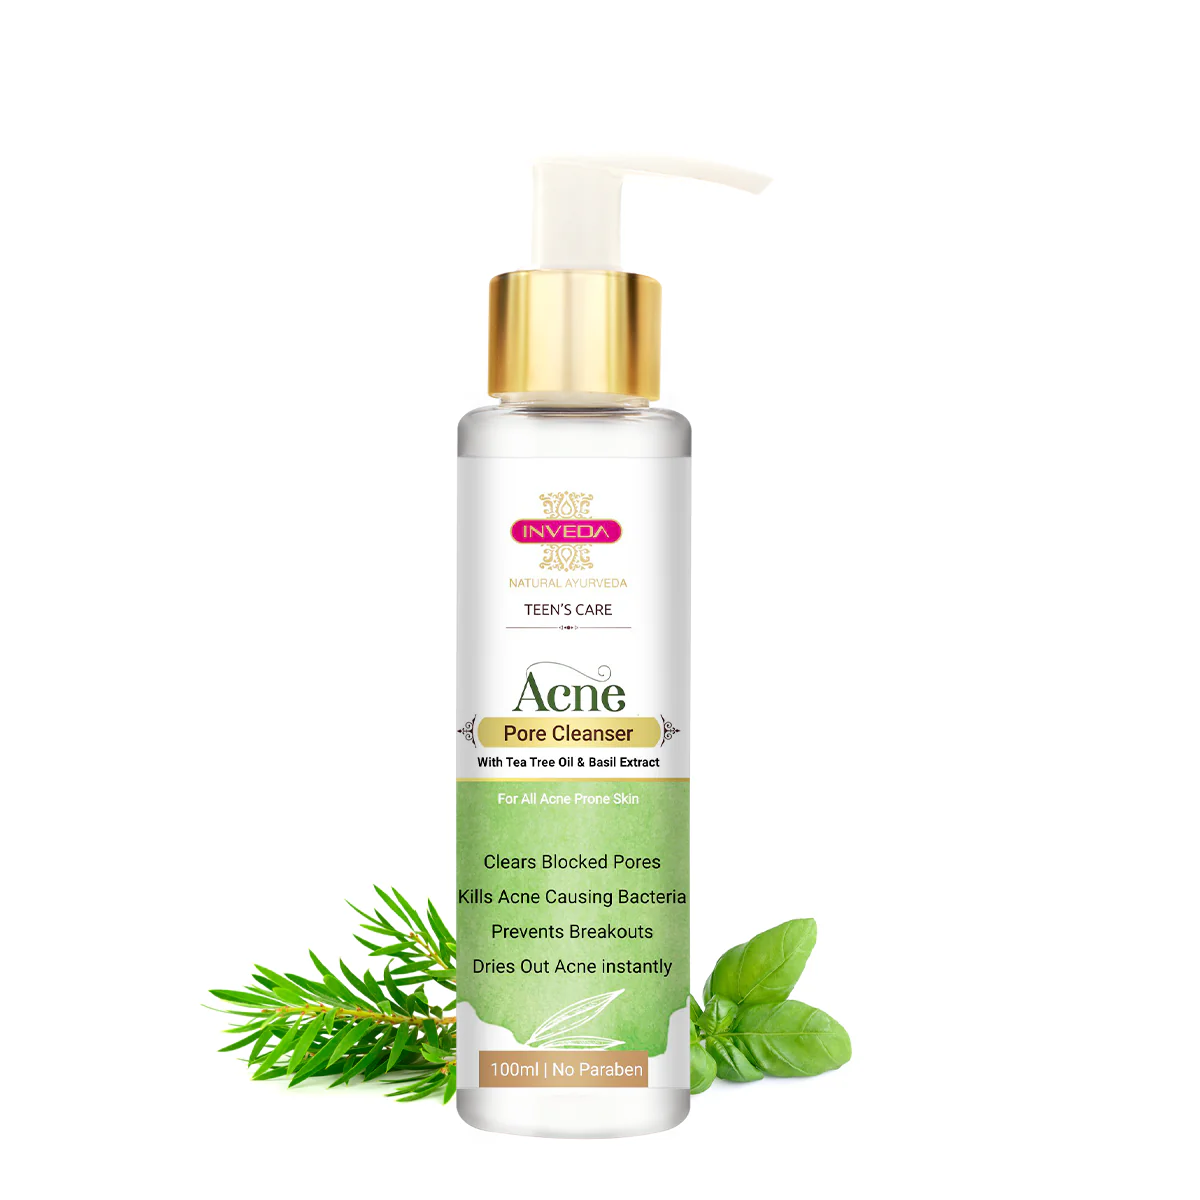 INVEDA
NATURAL AYURVEDA
TEEN'S CARE
Acne
Pore Cleanser
With Tea Tree Oil & Basil Extract
For All Acne Prone Skin
Clears Blocked Pores
Kills Acne Causing Bacteria
Prevents Breakouts
Dries Out Acne instantly
100ml | No Paraben